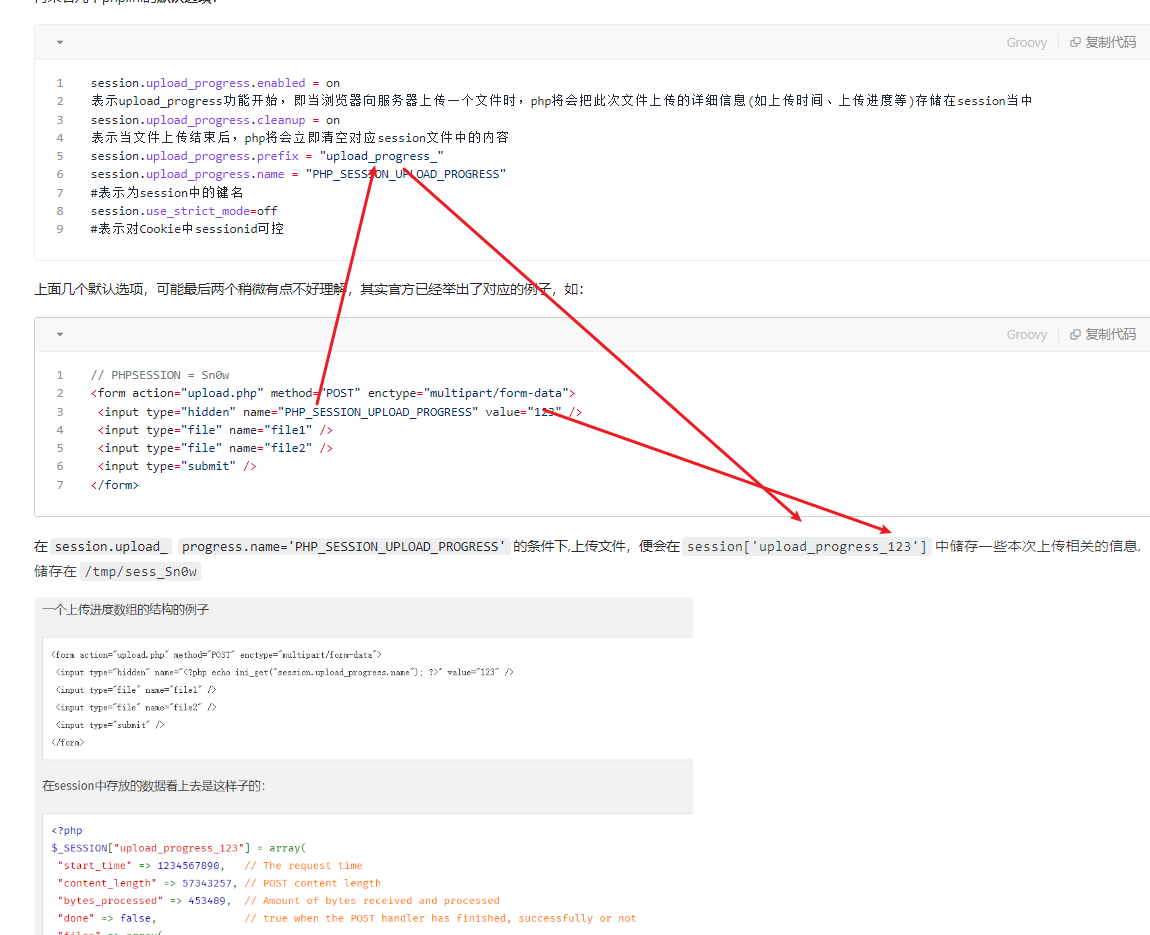 Groovy 复制代码
1 session.upload_progress.enabled = on
2 表示upload_progress功能开始，即当浏览器向服务器上传一个文件时，php将会把此次文件上传的详细信息(如上传时间、上传进度等)存储在session当中
3 session.upload_progress.cleanup = on
4 表示当文件上传结束后，php将会立即清空对应session文件中的内容
5 session.upload_progress.prefix = "upload_progress_"
6 session.upload_progress.name = "PHP_SESSION_UPLOAD_PROGRESS"
7 #表示为session中的键名
8 session.use_strict_mode=off
9 #表示对Cookie中sessionid可控
上面几个默认选项，可能最后两个稍微有点不好理解，其实官方已经举出了对应的例子，如：
Groovy 复制代码
1 // PHPSESSION = Sn0w
2 <form action="upload.php" method="POST" enctype="multipart/form-data">
3 <input type="hidden" name="PHP_SESSION_UPLOAD_PROGRESS" value="123" />
4 <input type="file" name="file1" />
5 <input type="file" name="file2" />
6 <input type="submit" />
7 </form>
在 session.upload_ progress.name='PHP_SESSION_UPLOAD_PROGRESS' 的条件下,上传文件，便会在 session['upload_progress_123'] 中储存一些本次上传相关的信息,
储存在 /tmp/sess_Sn0w
一个上传进度数组的结构的例子
<form action="upload.php" method="POST" enctype="multipart/form-data">
<input type="hidden" name="<?php echo ini_get("session.upload_progress.name"); ?>" value="123" />
<input type="file" name="file1" />
<input type="file" name="file2" />
<input type="submit" />
</form>
在session中存放的数据看上去是这样子的：
<?php
$_SESSION["upload_progress_123"] = array(
"start_time" => 1234567890, // The request time
"content_length" => 57343257, // POST content length
"bytes_processed" => 453489, // Amount of bytes received and processed
"done" => false, // true when the POST handler has finished, successfully or not